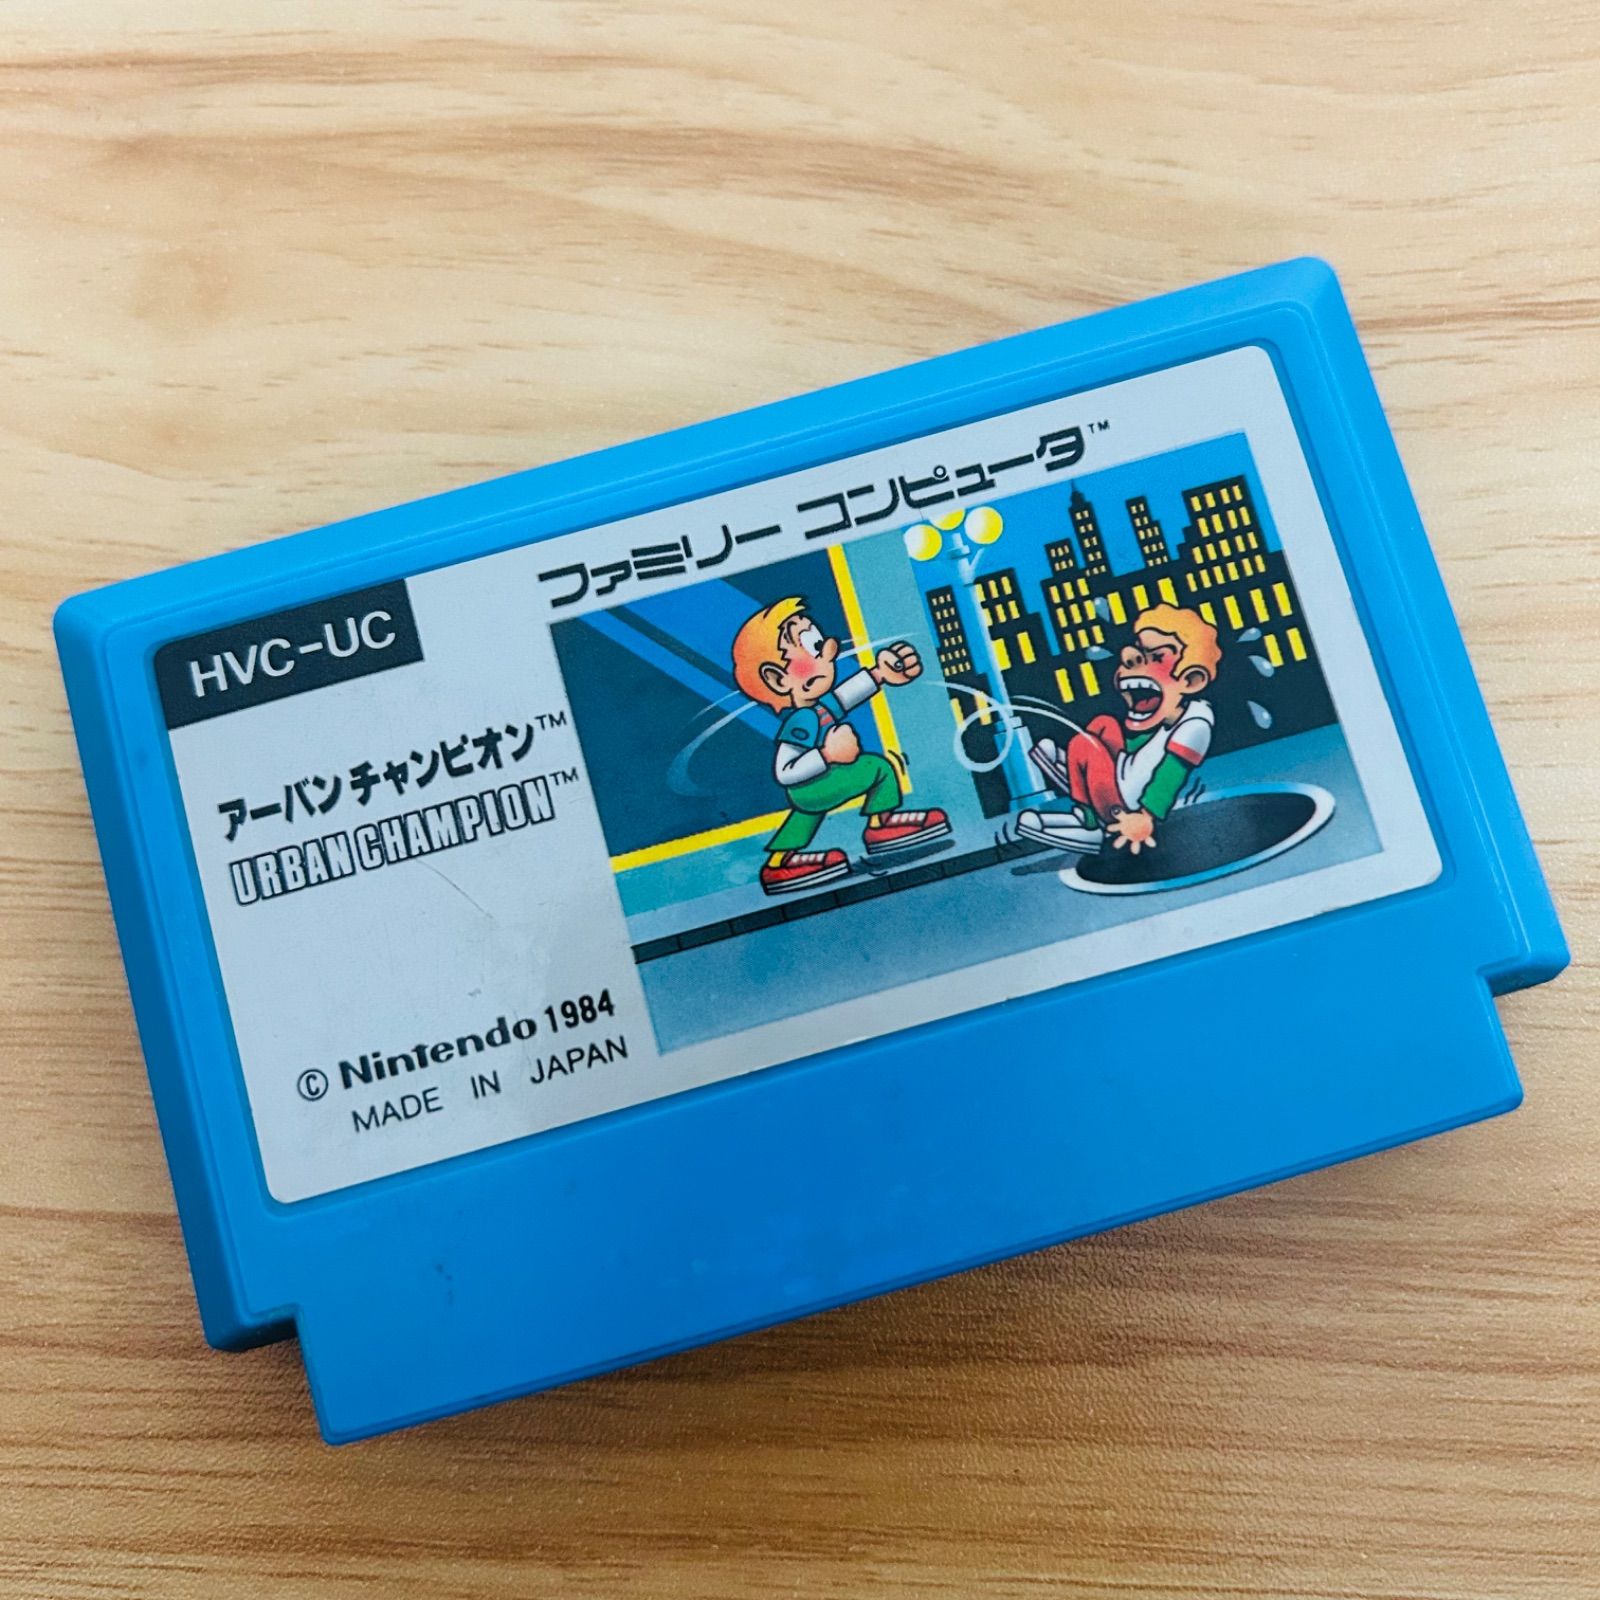 ファミリー コンピュータ™
HVC-UC
アーバンチャンピオン™
URBAN CHAMPION™
© Nintendo 1984
MADE IN JAPAN